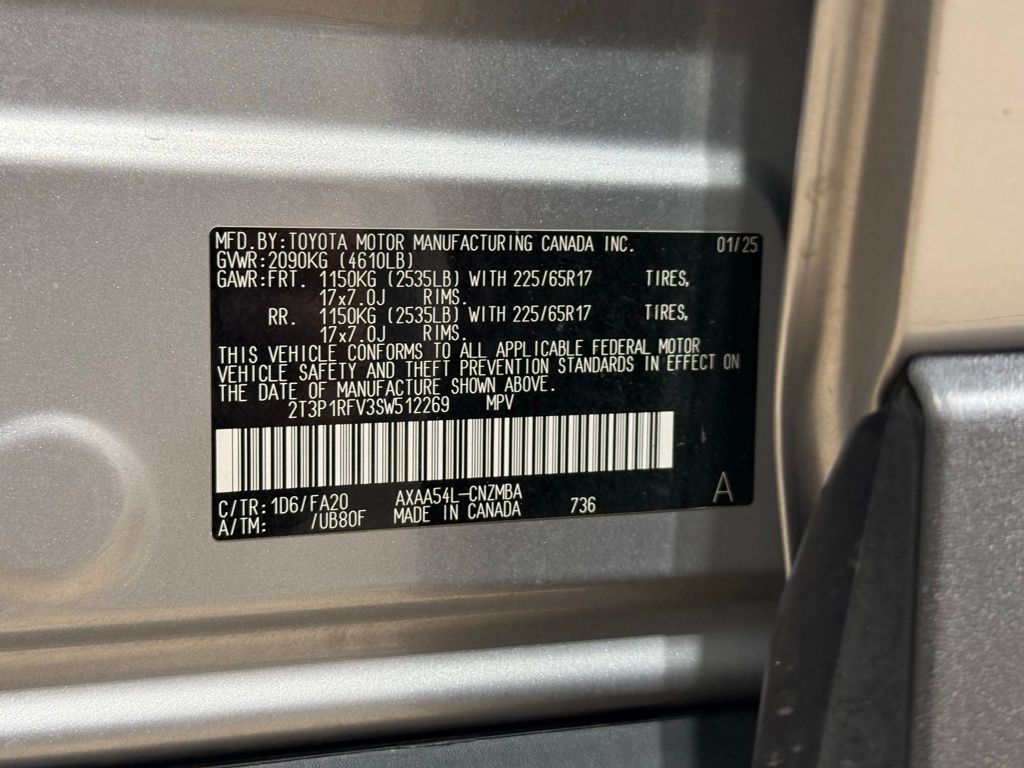 MFD.BY:TOYOTA MOTOR MANUFACTURING CANADA INC. 01/25
GVWR:2090KG (4610LB)
GAWR:FRT. 1150KG (2535LB) WITH 225/65R17 TIRES,
17x7.0J RIMS.
RR. 1150KG (2535LB) WITH 225/65R17 TIRES,
17x7.0J RIMS.
THIS VEHICLE CONFORMS TO ALL APPLICABLE FEDERAL MOTOR
VEHICLE SAFETY AND THEFT PREVENTION STANDARDS IN EFFECT ON
THE DATE OF MANUFACTURE SHOWN ABOVE.
2T3P1RFV3SW512269 MPV
C/TR:1D6/FA20 AXAA54L-CNZMBA
A/TM: /UB80F MADE IN CANADA 736 A